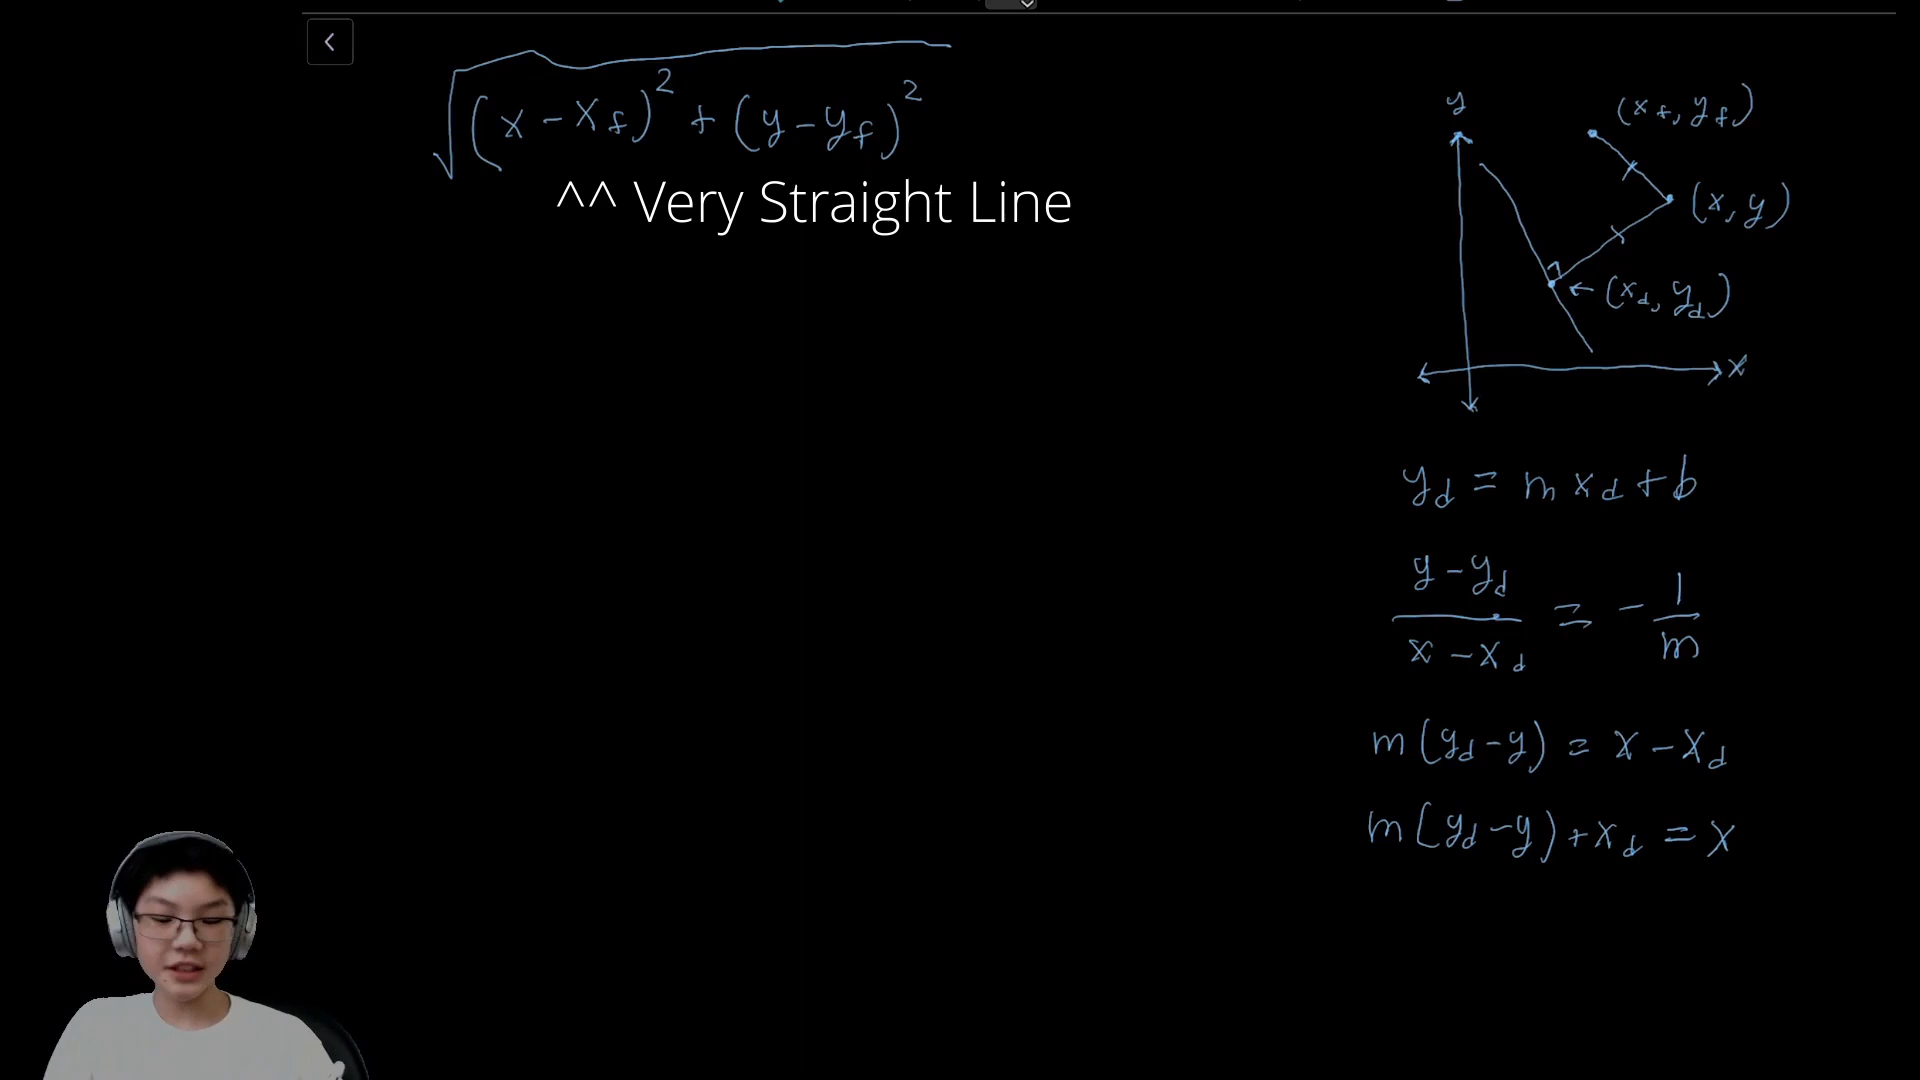 √(x-x_f)² + (y-y_f)²
^^ Very Straight Line
y
(x_f, y_f)
(x, y)
← (x_d, y_d)
x
y_d = m x_d + b
y - y_d
x - x_d
= - 1
m
m(y_d - y) = x - x_d
m(y_d - y) + x_d = x